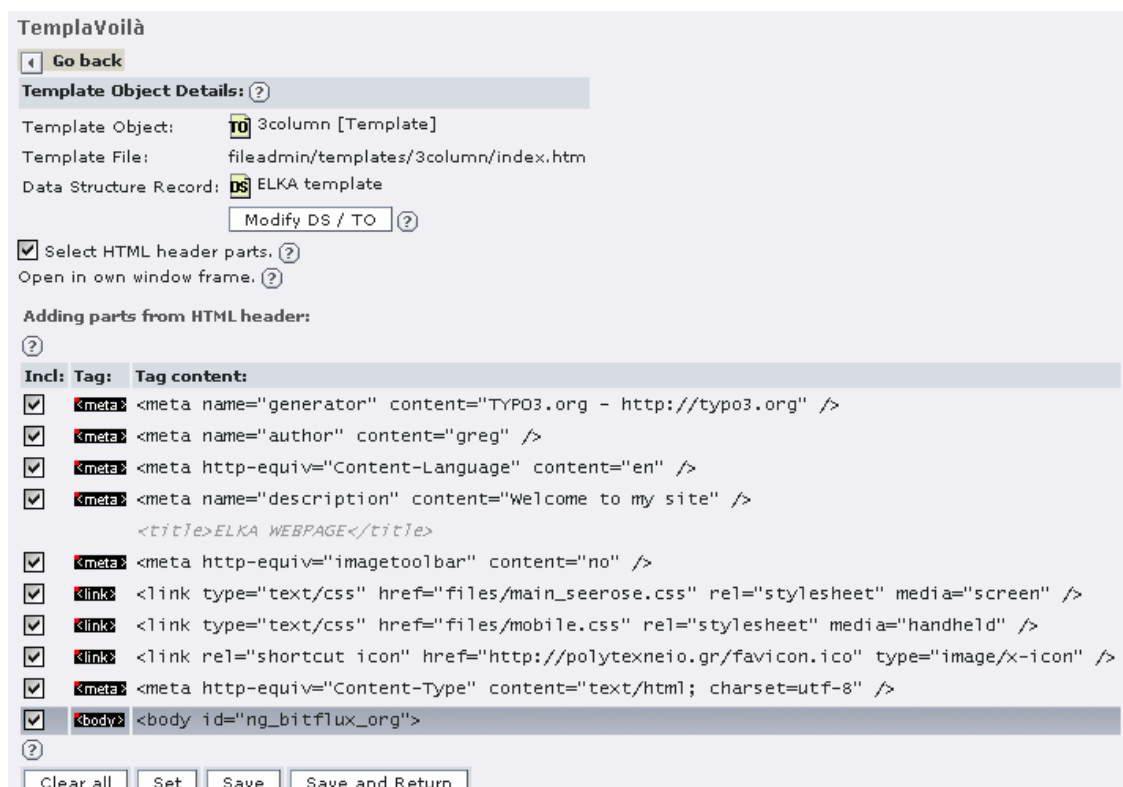 TemplaVoilà
Go back
Template Object Details: ?
Template Object: TO 3column [Template]
Template File: fileadmin/templates/3column/index.htm
Data Structure Record: DS ELKA template
Modify DS / TO ?
Select HTML header parts. ?
Open in own window frame. ?
Adding parts from HTML header:
?
Incl: Tag: Tag content:
<meta> <meta name="generator" content="TYPO3.org - http://typo3.org" />
<meta> <meta name="author" content="greg" />
<meta> <meta http-equiv="Content-Language" content="en" />
<meta> <meta name="description" content="Welcome to my site" />
<title>ELKA WEBPAGE</title>
<meta> <meta http-equiv="imagetoolbar" content="no" />
<link> <link type="text/css" href="files/main_seerose.css" rel="stylesheet" media="screen" />
<link> <link type="text/css" href="files/mobile.css" rel="stylesheet" media="handheld" />
<link> <link rel="shortcut icon" href="http://polytexneio.gr/favicon.ico" type="image/x-icon" />
<meta> <meta http-equiv="Content-Type" content="text/html; charset=utf-8" />
<body> <body id="ng_bitflux_org">
?
Clear all Set Save Save and Return